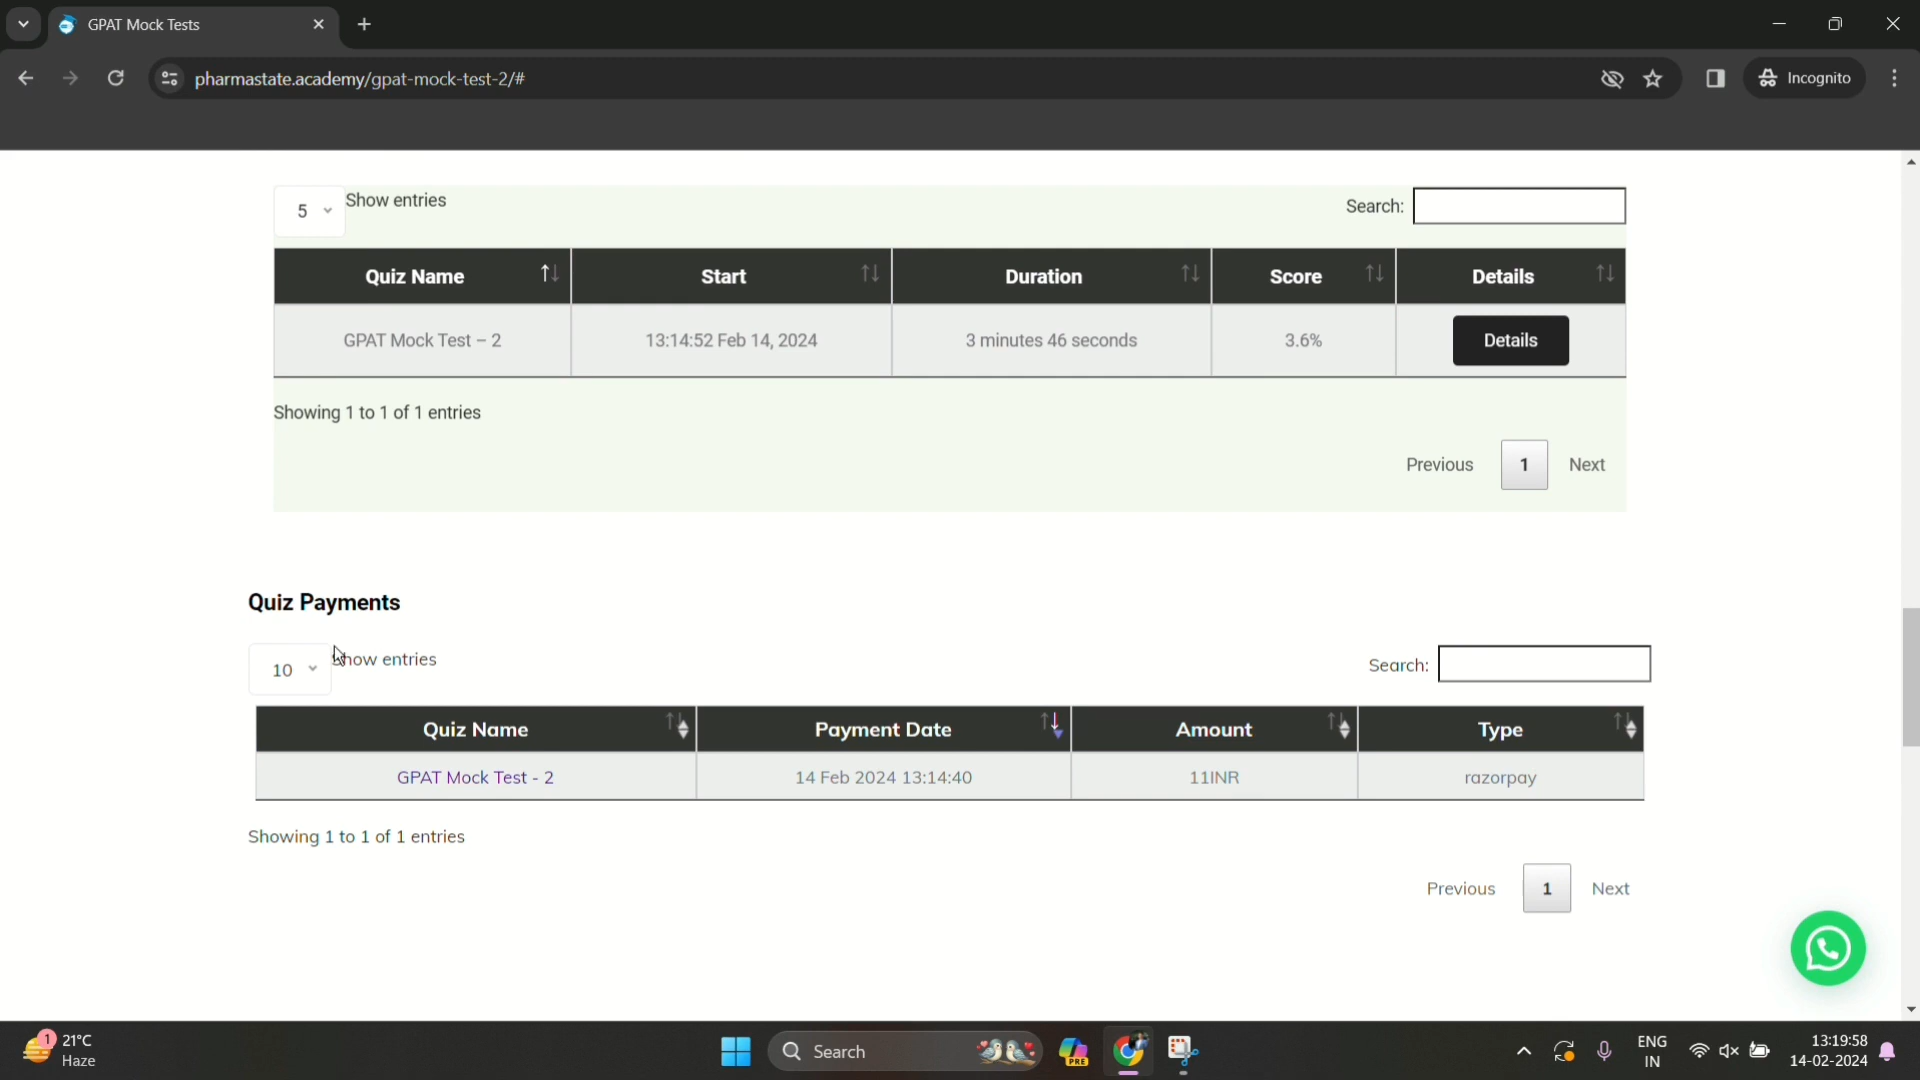 GPAT Mock Tests
pharmastate.academy/gpat-mock-test-2/#
Incognito
5 Show entries
Search:
Quiz Name Start Duration Score Details
GPAT Mock Test – 2 13:14:52 Feb 14, 2024 3 minutes 46 seconds 3.6% Details
Showing 1 to 1 of 1 entries
Previous 1 Next
Quiz Payments
10 Show entries
Search:
Quiz Name Payment Date Amount Type
GPAT Mock Test - 2 14 Feb 2024 13:14:40 11INR razorpay
Showing 1 to 1 of 1 entries
Previous 1 Next
1 21°C
Haze
Search
PRE
ENG
IN
13:19:58
14-02-2024